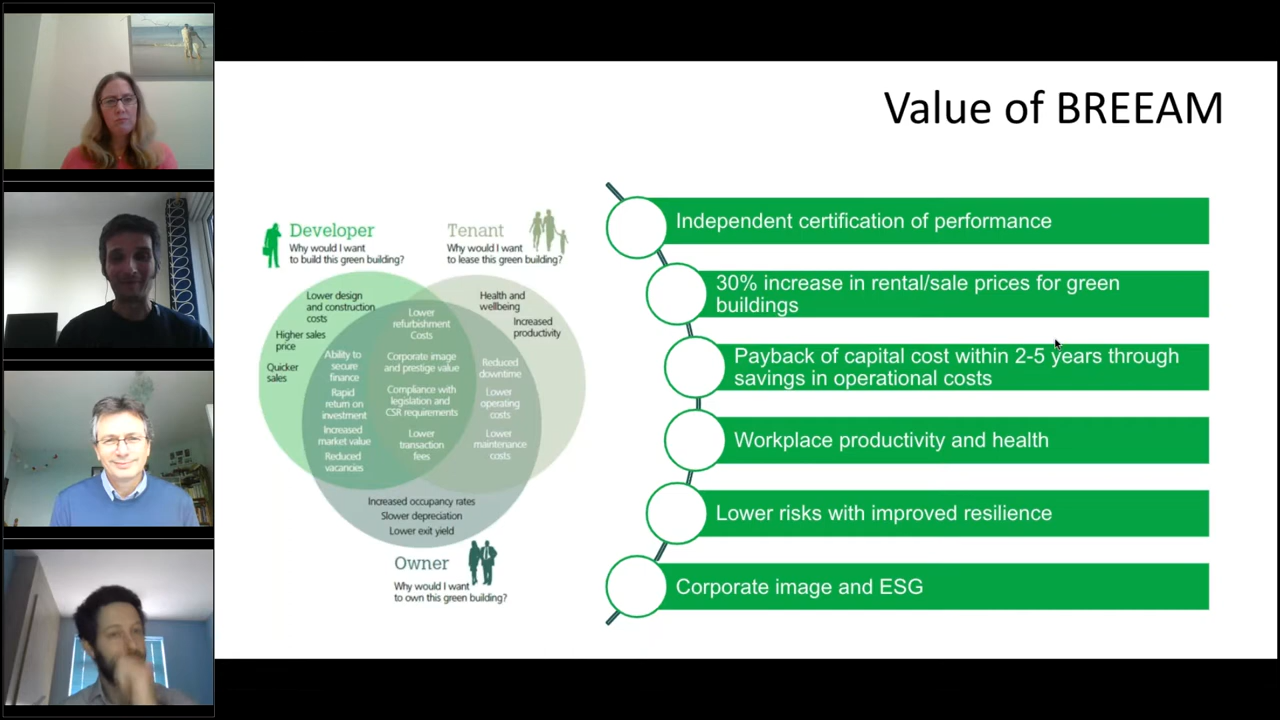 Value of BREEAM
Developer
Why would I want
to build this green building?
Tenant
Why would I want
to lease this green building?
Lower design
and construction
costs
Higher sales
price
Quicker
sales
Ability to
secure
finance
Rapid
return on
investment
Increased
market value
Reduced
vacancies
Lower
refurbishment
Costs
Corporate image
and prestige value
Compliance with
legislation and
CSR requirements
Lower
transaction
fees
Health and
wellbeing
Increased
productivity
Reduced
downtime
Lower
operating
costs
Lower
maintenance
costs
Increased occupancy rates
Slower depreciation
Lower exit yield
Owner
Why would I want
to own this green building?
Independent certification of performance
30% increase in rental/sale prices for green
buildings
Payback of capital cost within 2-5 years through
savings in operational costs
Workplace productivity and health
Lower risks with improved resilience
Corporate image and ESG